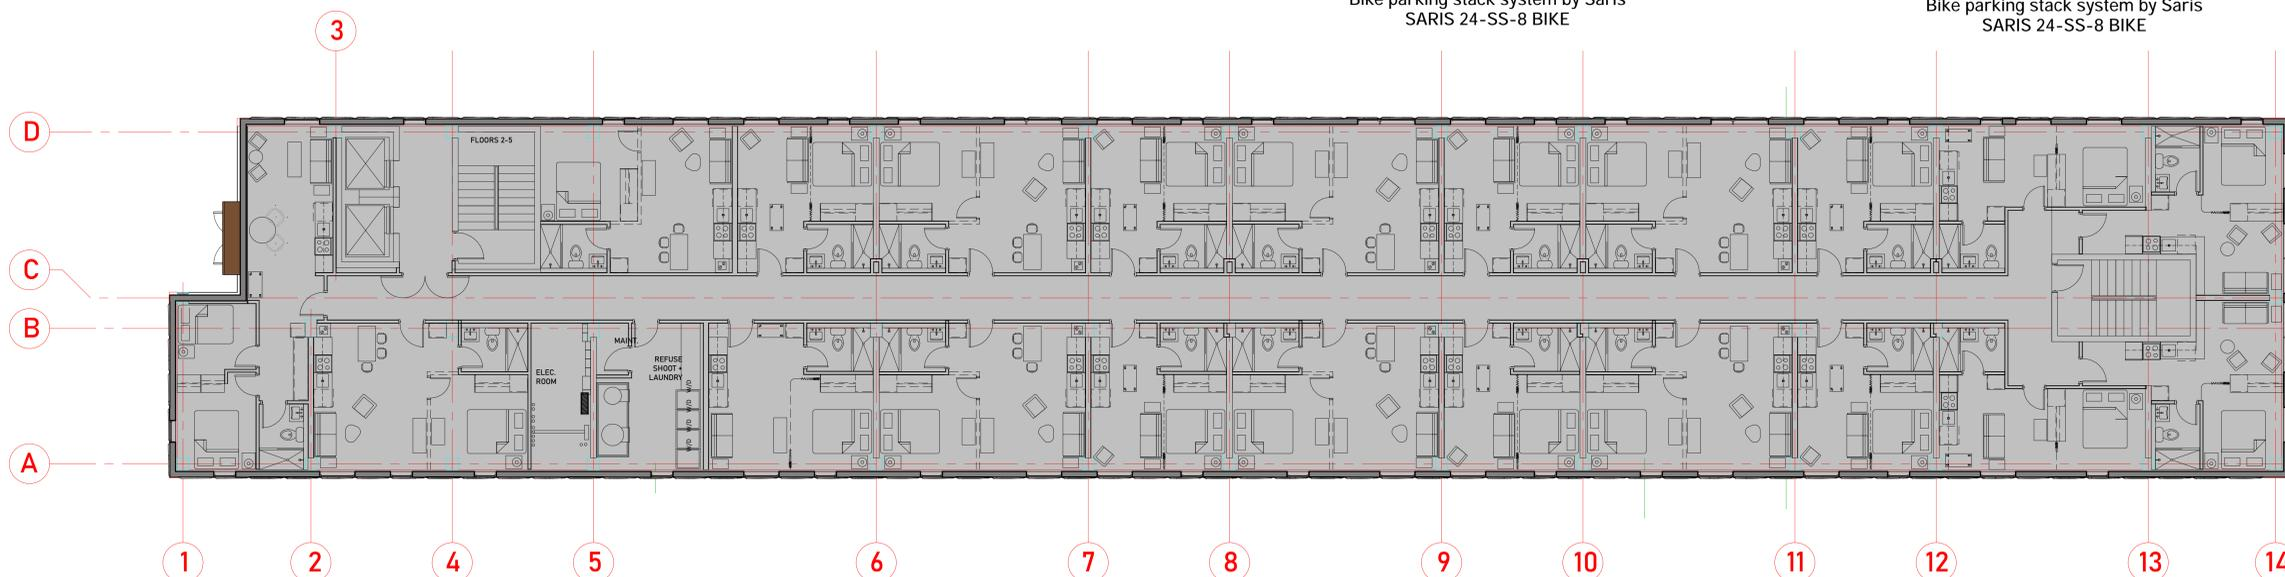 Bike parking stack system by Saris
SARIS 24-SS-8 BIKE
Bike parking stack system by Saris
SARIS 24-SS-8 BIKE
3
D
FLOORS 2-5
C
B
MAINT.
REFUSE
SHOOT +
LAUNDRY
ELEC.
ROOM
W/D
W/D
W/D
A
1
2
4
5
6
7
8
9
10
11
12
13
14